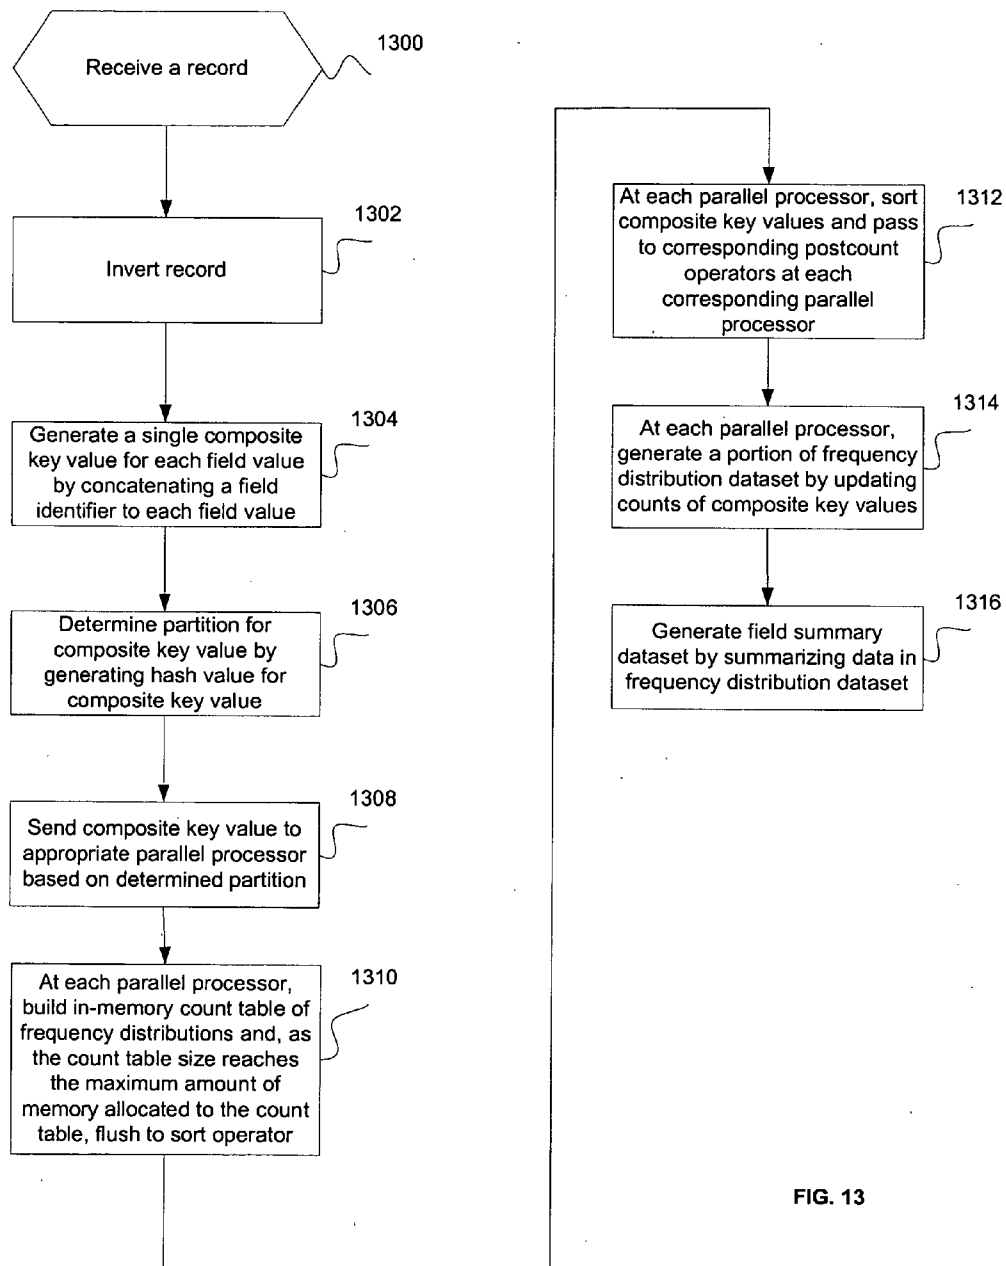 Receive a record
1300
Invert record
1302
Generate a single composite
key value for each field value
by concatenating a field
identifier to each field value
1304
Determine partition for
composite key value by
generating hash value for
composite key value
1306
Send composite key value to
appropriate parallel processor
based on determined partition
1308
At each parallel processor,
build in-memory count table of
frequency distributions and, as
the count table size reaches
the maximum amount of
memory allocated to the count
table, flush to sort operator
1310
At each parallel processor, sort
composite key values and pass
to corresponding postcount
operators at each
corresponding parallel
processor
1312
At each parallel processor,
generate a portion of frequency
distribution dataset by updating
counts of composite key values
1314
Generate field summary
dataset by summarizing data in
frequency distribution dataset
1316
FIG. 13